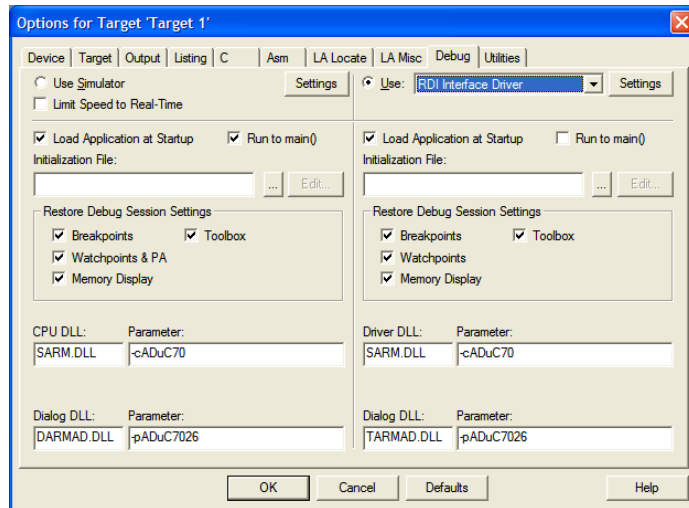 Options for Target 'Target 1'
Device Target Output Listing C Asm LA Locate LA Misc Debug Utilities
Use Simulator Settings
Limit Speed to Real-Time
Use: RDI Interface Driver Settings
Load Application at Startup Run to main()
Initialization File:
... Edit...
Restore Debug Session Settings
Breakpoints Toolbox
Watchpoints & PA
Memory Display
CPU DLL: Parameter:
SARM.DLL -cADuC70
Dialog DLL: Parameter:
DARMAD.DLL -pADuC7026
Load Application at Startup Run to main()
Initialization File:
... Edit...
Restore Debug Session Settings
Breakpoints Toolbox
Watchpoints
Memory Display
Driver DLL: Parameter:
SARM.DLL -cADuC70
Dialog DLL: Parameter:
TARMAD.DLL -pADuC7026
OK Cancel Defaults Help